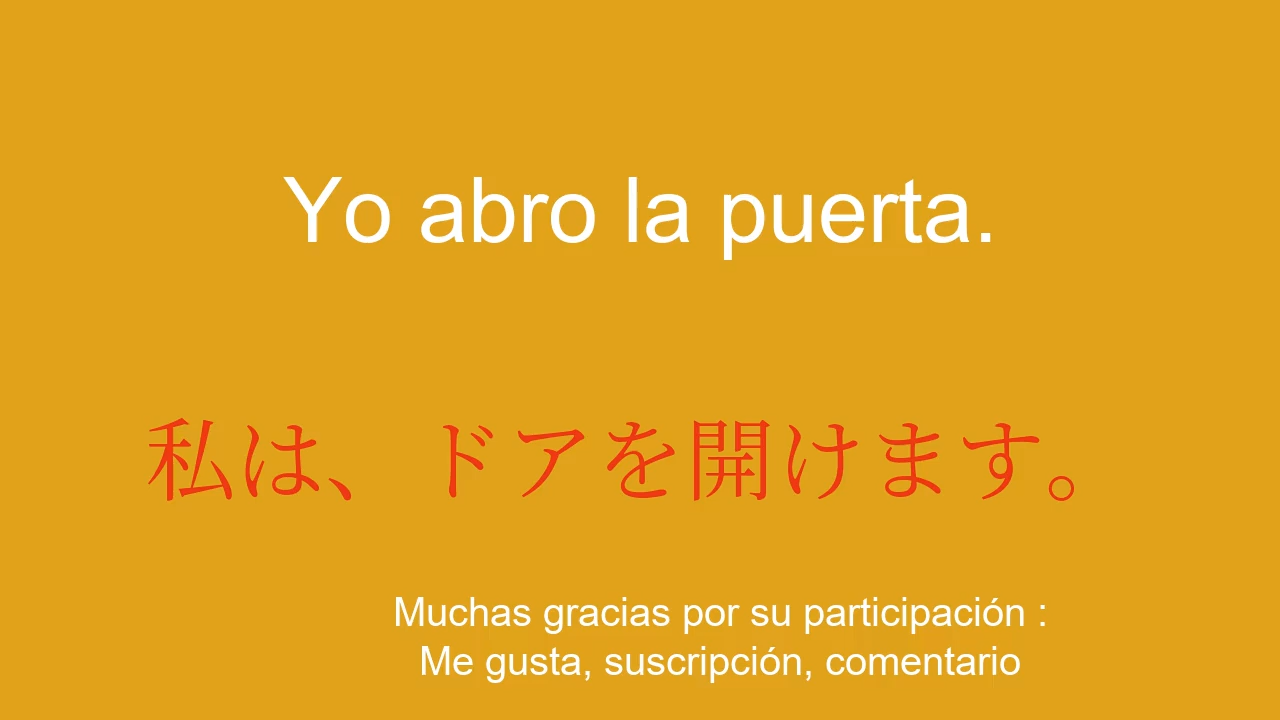 Yo abro la puerta.
私は、ドアを開けます。
Muchas gracias por su participación :
Me gusta, suscripción, comentario